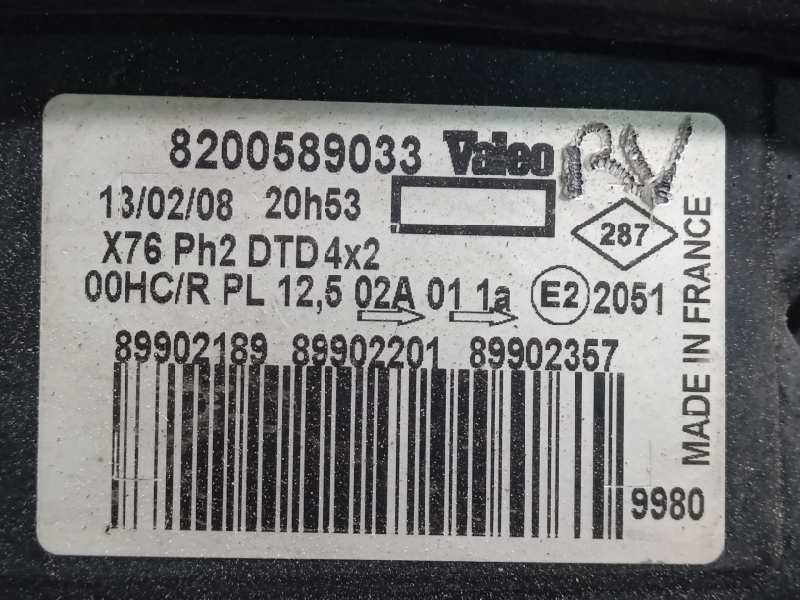 8200589033 Valeo RV
13/02/08 20h53
287
X76 Ph2 DTD 4x2
00HC/R PL 12,5 02A 01 1a E2 2051
89902189 89902201 89902357
9980
MADE IN FRANCE